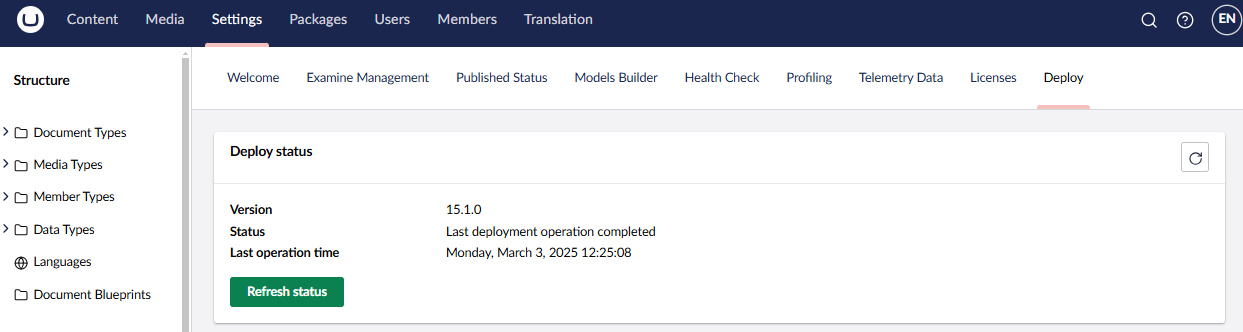 Content Media Settings Packages Users Members Translation EN
Structure
Welcome Examine Management Published Status Models Builder Health Check Profiling Telemetry Data Licenses Deploy
Document Types
Media Types
Member Types
Data Types
Languages
Document Blueprints
Deploy status
Version 15.1.0
Status Last deployment operation completed
Last operation time Monday, March 3, 2025 12:25:08
Refresh status